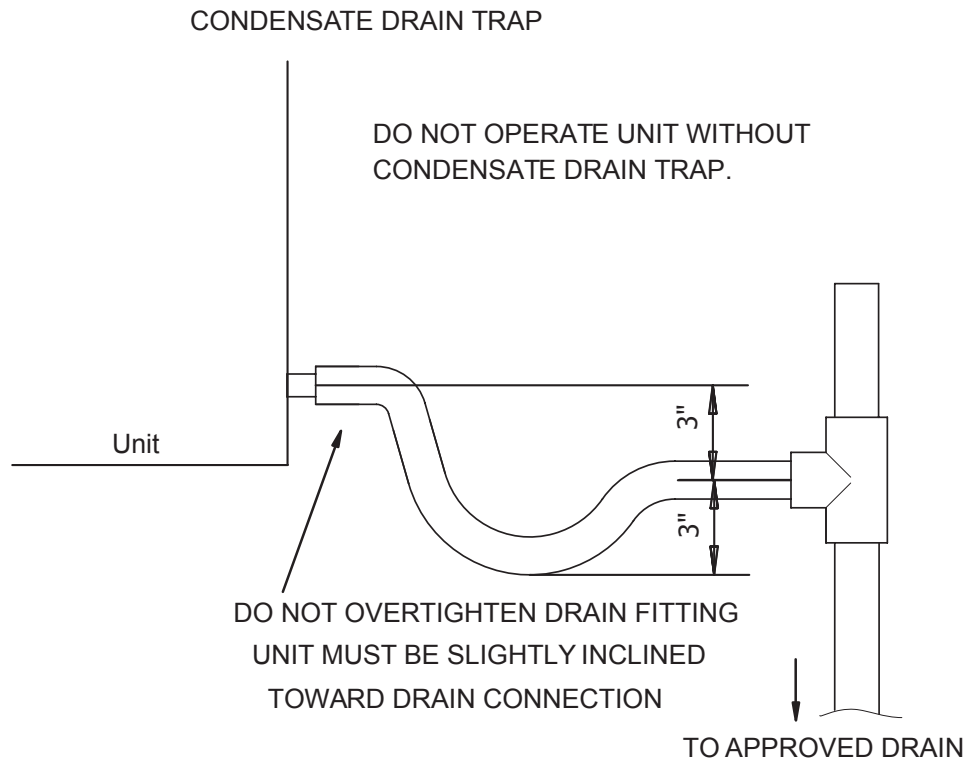 CONDENSATE DRAIN TRAP
DO NOT OPERATE UNIT WITHOUT
CONDENSATE DRAIN TRAP.
Unit
3"
3"
DO NOT OVERTIGHTEN DRAIN FITTING
UNIT MUST BE SLIGHTLY INCLINED
TOWARD DRAIN CONNECTION
TO APPROVED DRAIN